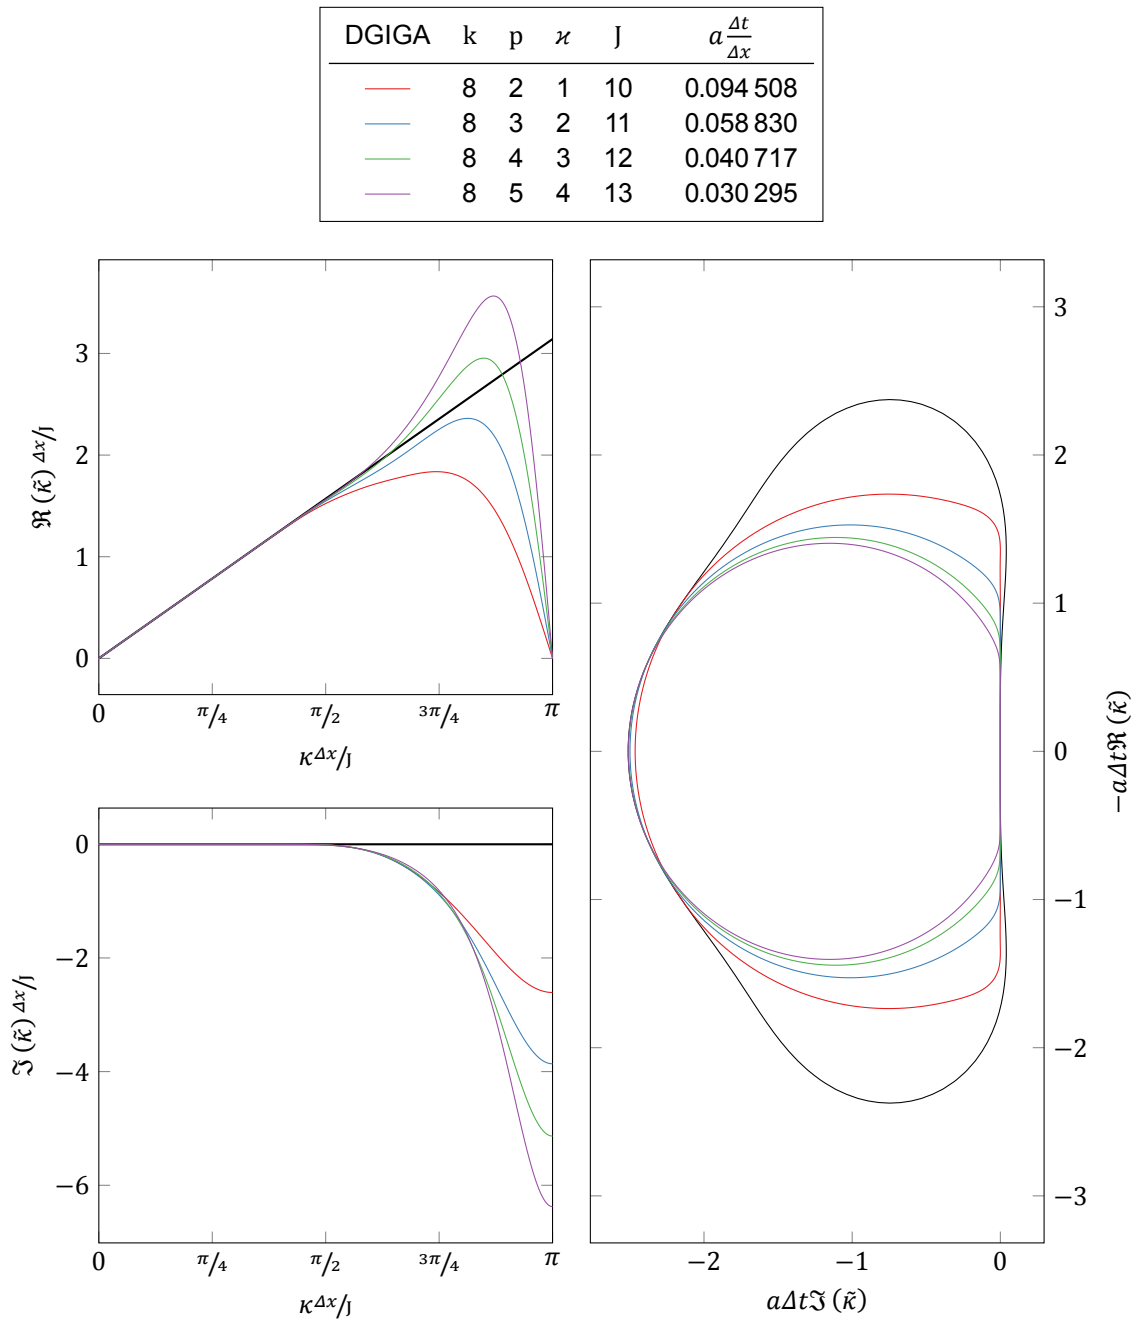 DGIGA k p ϰ J a Δt/Δx
8 2 1 10 0.094 508
8 3 2 11 0.058 830
8 4 3 12 0.040 717
8 5 4 13 0.030 295
3
2
1
0
ℜ (κ̃) Δx/J
0 π/4 π/2 3π/4 π
κ Δx/J
0
−2
−4
−6
ℑ (κ̃) Δx/J
0 π/4 π/2 3π/4 π
κ Δx/J
3
2
1
0
−1
−2
−3
−aΔtℜ (κ̃)
−2 −1 0
aΔtℑ (κ̃)